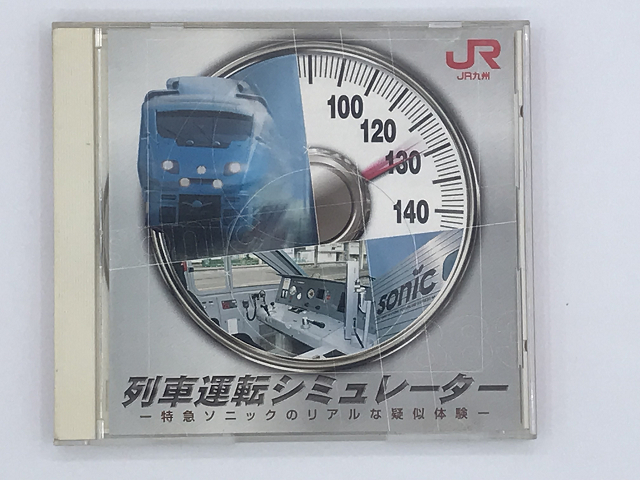 JR
JR九州
100
120
130
140
sonic
列車運転シミュレーター
ー特急ソニックのリアルな疑似体験ー